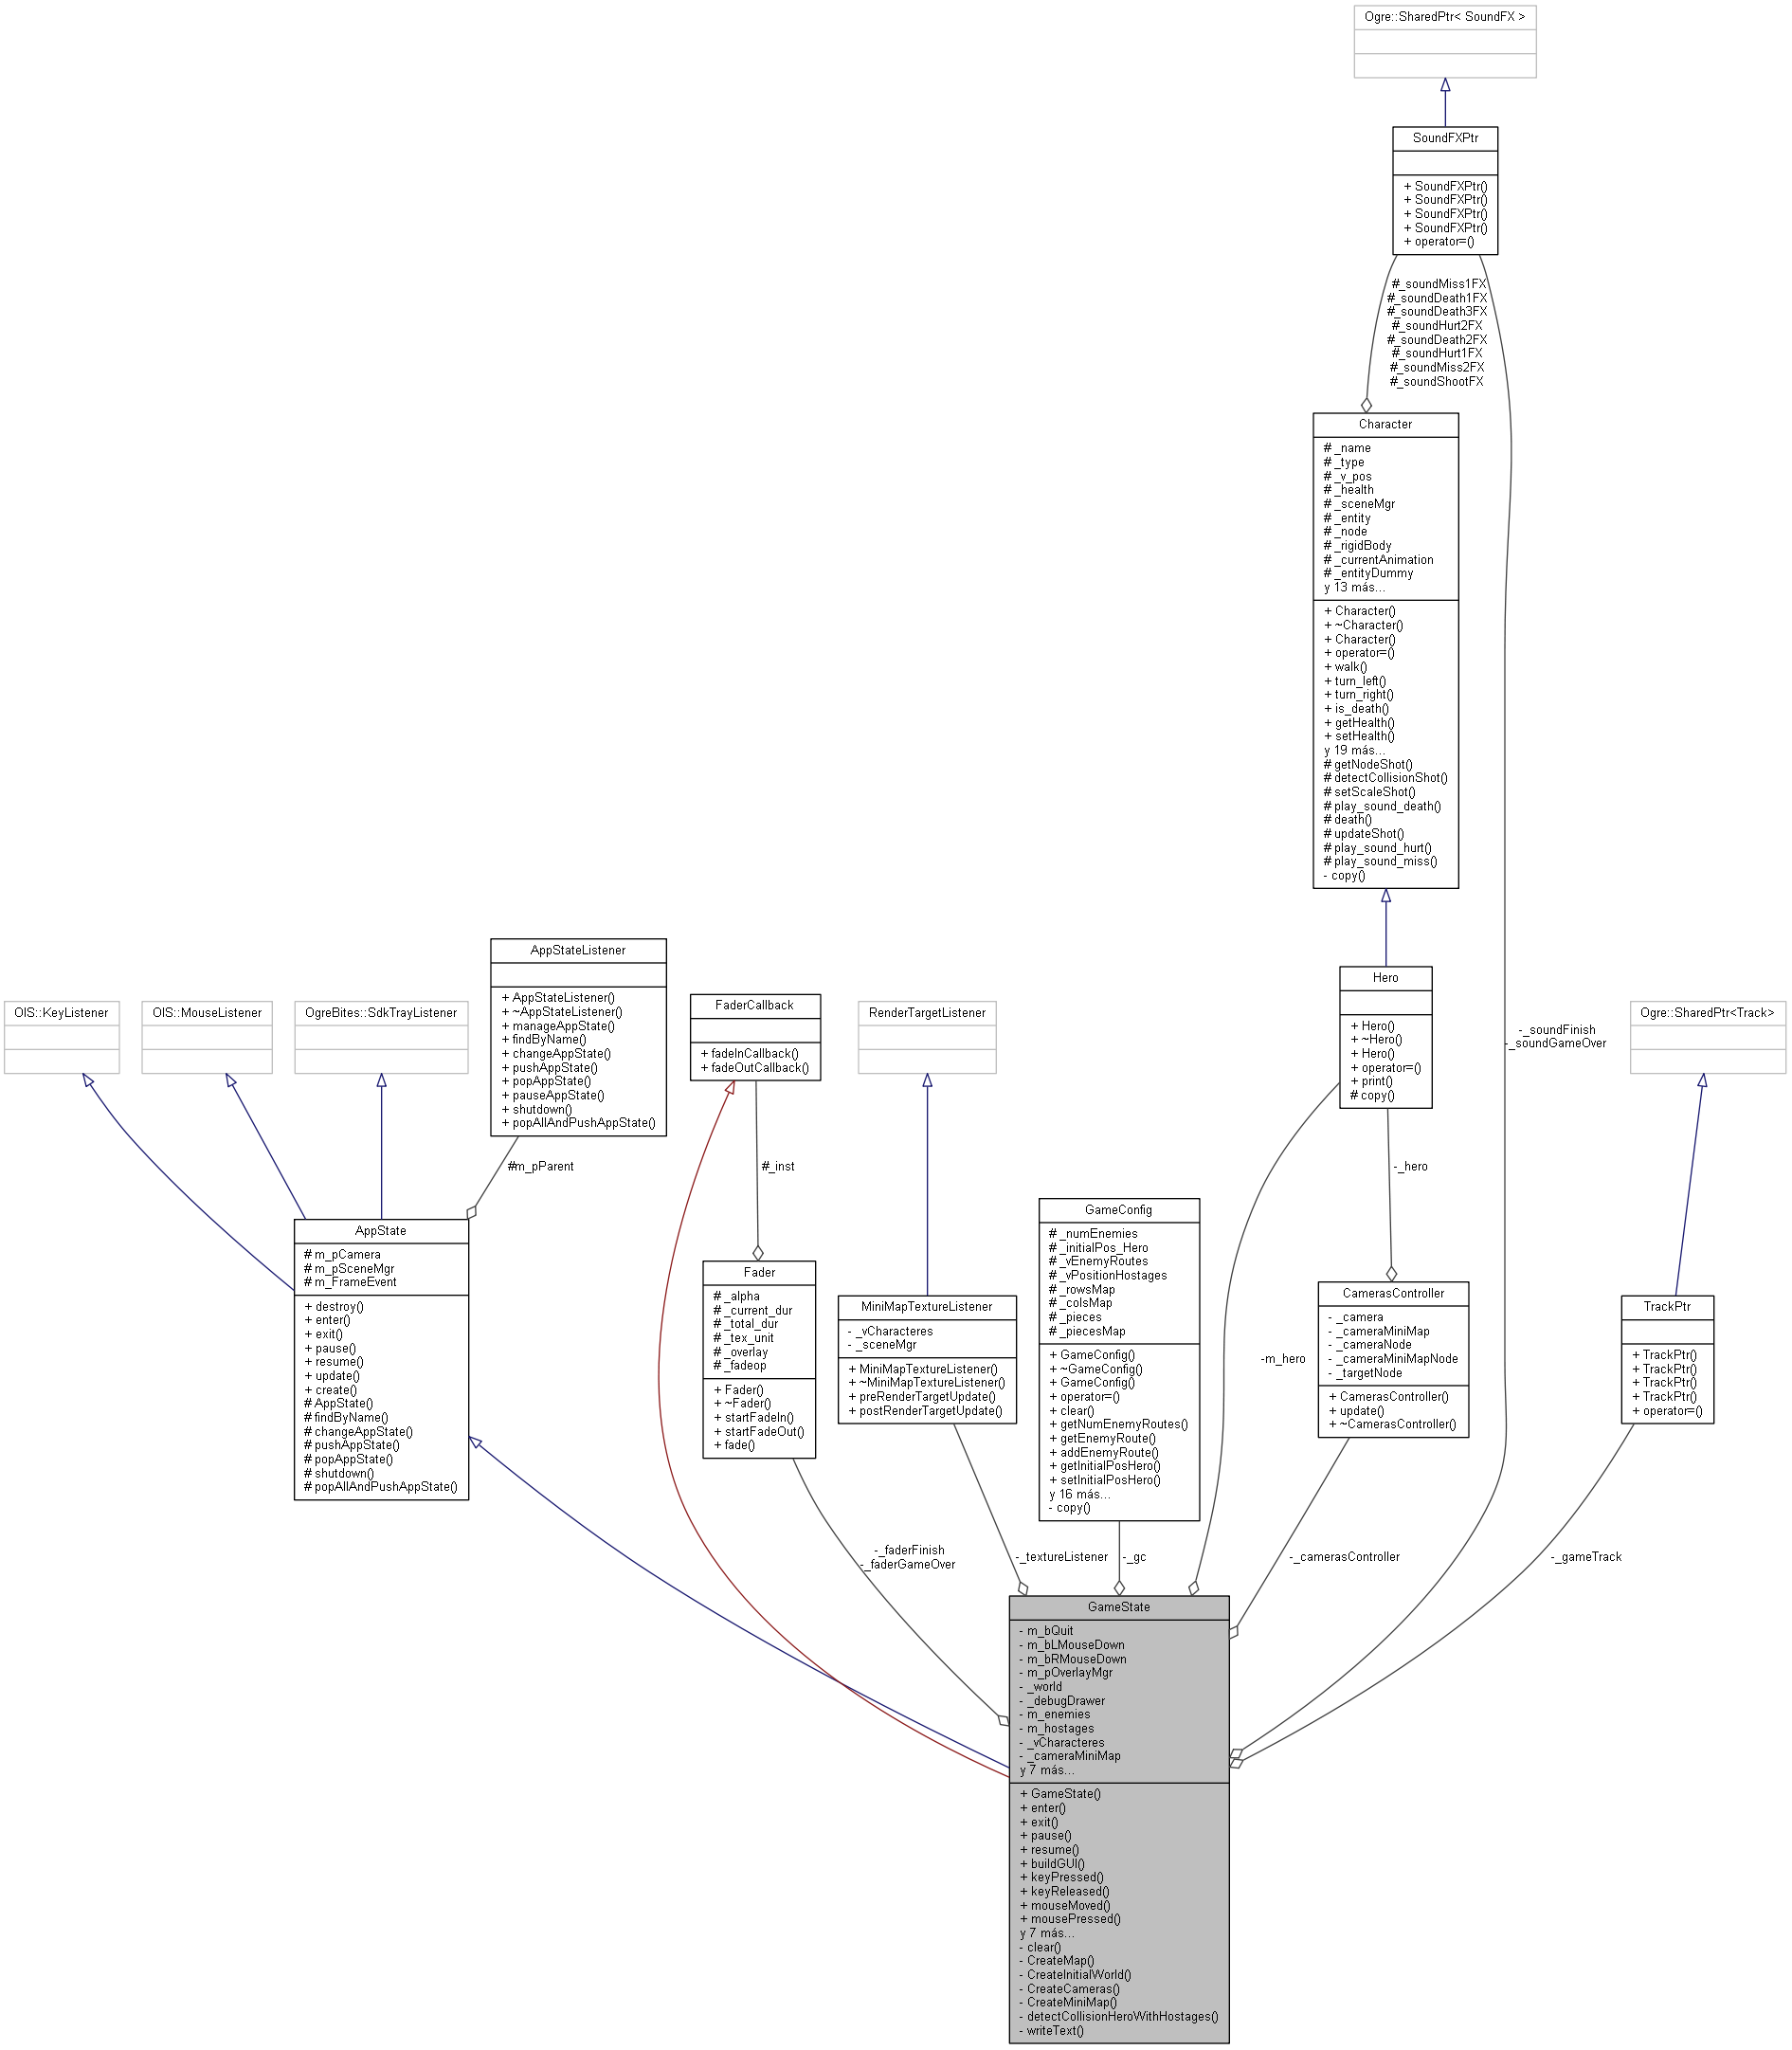 Ogre::SharedPtr< SoundFX >
SoundFXPtr
+ SoundFXPtr()
+ SoundFXPtr()
+ SoundFXPtr()
+ SoundFXPtr()
+ operator=()
#_soundMiss1FX
#_soundDeath1FX
#_soundDeath3FX
#_soundHurt2FX
#_soundDeath2FX
#_soundHurt1FX
#_soundMiss2FX
#_soundShootFX
Character
# _name
# _type
# _v_pos
# _health
# _sceneMgr
# _entity
# _node
# _rigidBody
# _currentAnimation
# _entityDummy
y 13 más...
+ Character()
+ ~Character()
+ Character()
+ operator=()
+ walk()
+ turn_left()
+ turn_right()
+ is_death()
+ getHealth()
+ setHealth()
y 19 más...
# getNodeShot()
# detectCollisionShot()
# setScaleShot()
# play_sound_death()
# death()
# updateShot()
# play_sound_hurt()
# play_sound_miss()
- copy()
OIS::KeyListener
OIS::MouseListener
OgreBites::SdkTrayListener
AppStateListener
+ AppStateListener()
+ ~AppStateListener()
+ manageAppState()
+ findByName()
+ changeAppState()
+ pushAppState()
+ popAppState()
+ pauseAppState()
+ shutdown()
+ popAllAndPushAppState()
FaderCallback
+ fadeInCallback()
+ fadeOutCallback()
RenderTargetListener
Hero
+ Hero()
+ ~Hero()
+ Hero()
+ operator=()
+ print()
# copy()
-_soundFinish
-_soundGameOver
Ogre::SharedPtr<Track>
#m_pParent
#_inst
-_hero
AppState
# m_pCamera
# m_pSceneMgr
# m_FrameEvent
+ destroy()
+ enter()
+ exit()
+ pause()
+ resume()
+ update()
+ create()
# AppState()
# findByName()
# changeAppState()
# pushAppState()
# popAppState()
# shutdown()
# popAllAndPushAppState()
Fader
# _alpha
# _current_dur
# _total_dur
# _tex_unit
# _overlay
# _fadeop
+ Fader()
+ ~Fader()
+ startFadeIn()
+ startFadeOut()
+ fade()
MiniMapTextureListener
- _vCharacteres
- _sceneMgr
+ MiniMapTextureListener()
+ ~MiniMapTextureListener()
+ preRenderTargetUpdate()
+ postRenderTargetUpdate()
GameConfig
# _numEnemies
# _initialPos_Hero
# _vEnemyRoutes
# _vPositionHostages
# _rowsMap
# _colsMap
# _pieces
# _piecesMap
+ GameConfig()
+ ~GameConfig()
+ GameConfig()
+ operator=()
+ clear()
+ getNumEnemyRoutes()
+ getEnemyRoute()
+ addEnemyRoute()
+ getInitialPosHero()
+ setInitialPosHero()
y 16 más...
- copy()
-m_hero
CamerasController
- _camera
- _cameraMiniMap
- _cameraNode
- _cameraMiniMapNode
- _targetNode
+ CamerasController()
+ update()
+ ~CamerasController()
TrackPtr
+ TrackPtr()
+ TrackPtr()
+ TrackPtr()
+ TrackPtr()
+ operator=()
-_faderFinish
-_faderGameOver
-_textureListener
-_gc
-_camerasController
-_gameTrack
GameState
- m_bQuit
- m_bLMouseDown
- m_bRMouseDown
- m_pOverlayMgr
- _world
- _debugDrawer
- m_enemies
- m_hostages
- _vCharacteres
- _cameraMiniMap
y 7 más...
+ GameState()
+ enter()
+ exit()
+ pause()
+ resume()
+ buildGUI()
+ keyPressed()
+ keyReleased()
+ mouseMoved()
+ mousePressed()
y 7 más...
- clear()
- CreateMap()
- CreateInitialWorld()
- CreateCameras()
- CreateMiniMap()
- detectCollisionHeroWithHostages()
- writeText()